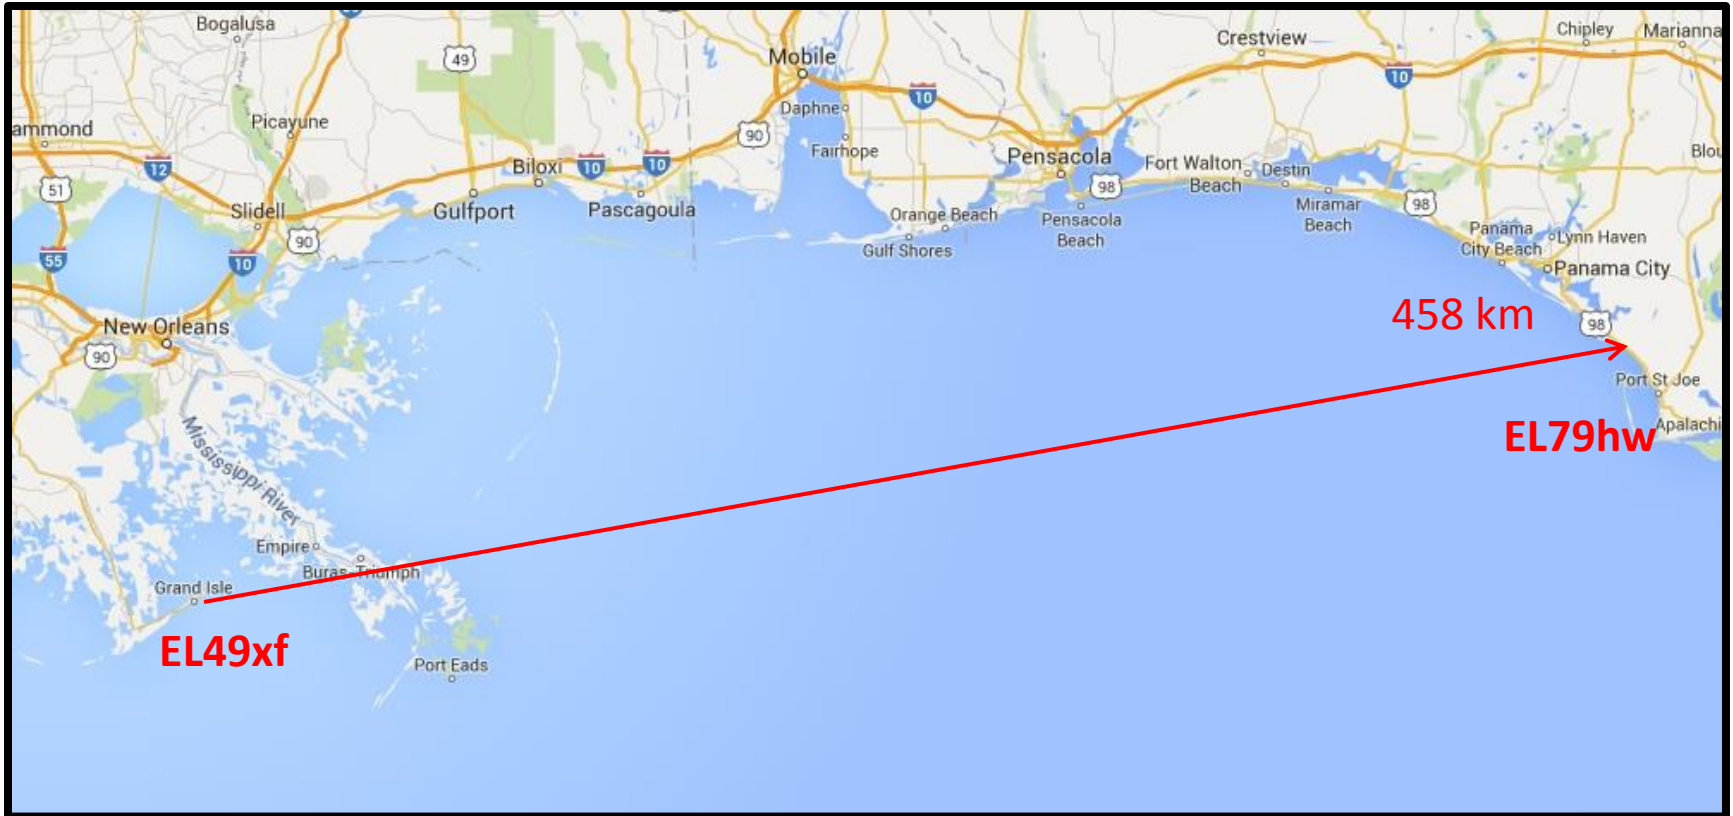 Bogalusa
49
Mobile
Crestview
Chipley
Marianna
10
10
ammond
Picayune
Daphne
90
12
Fairhope
Biloxi
10
10
Pensacola
Fort Walton
Beach
Destin
98
51
Slidell
Gulfport
Pascagoula
Orange Beach
Gulf Shores
Pensacola
Beach
Miramar
Beach
98
90
55
10
Panama
City Beach
Lynn Haven
Panama City
458 km
98
New Orleans
90
Port St Joe
Mississippi River
EL79hw
Apalachi
Empire
Buras-Triumph
Grand Isle
EL49xf
Port Eads